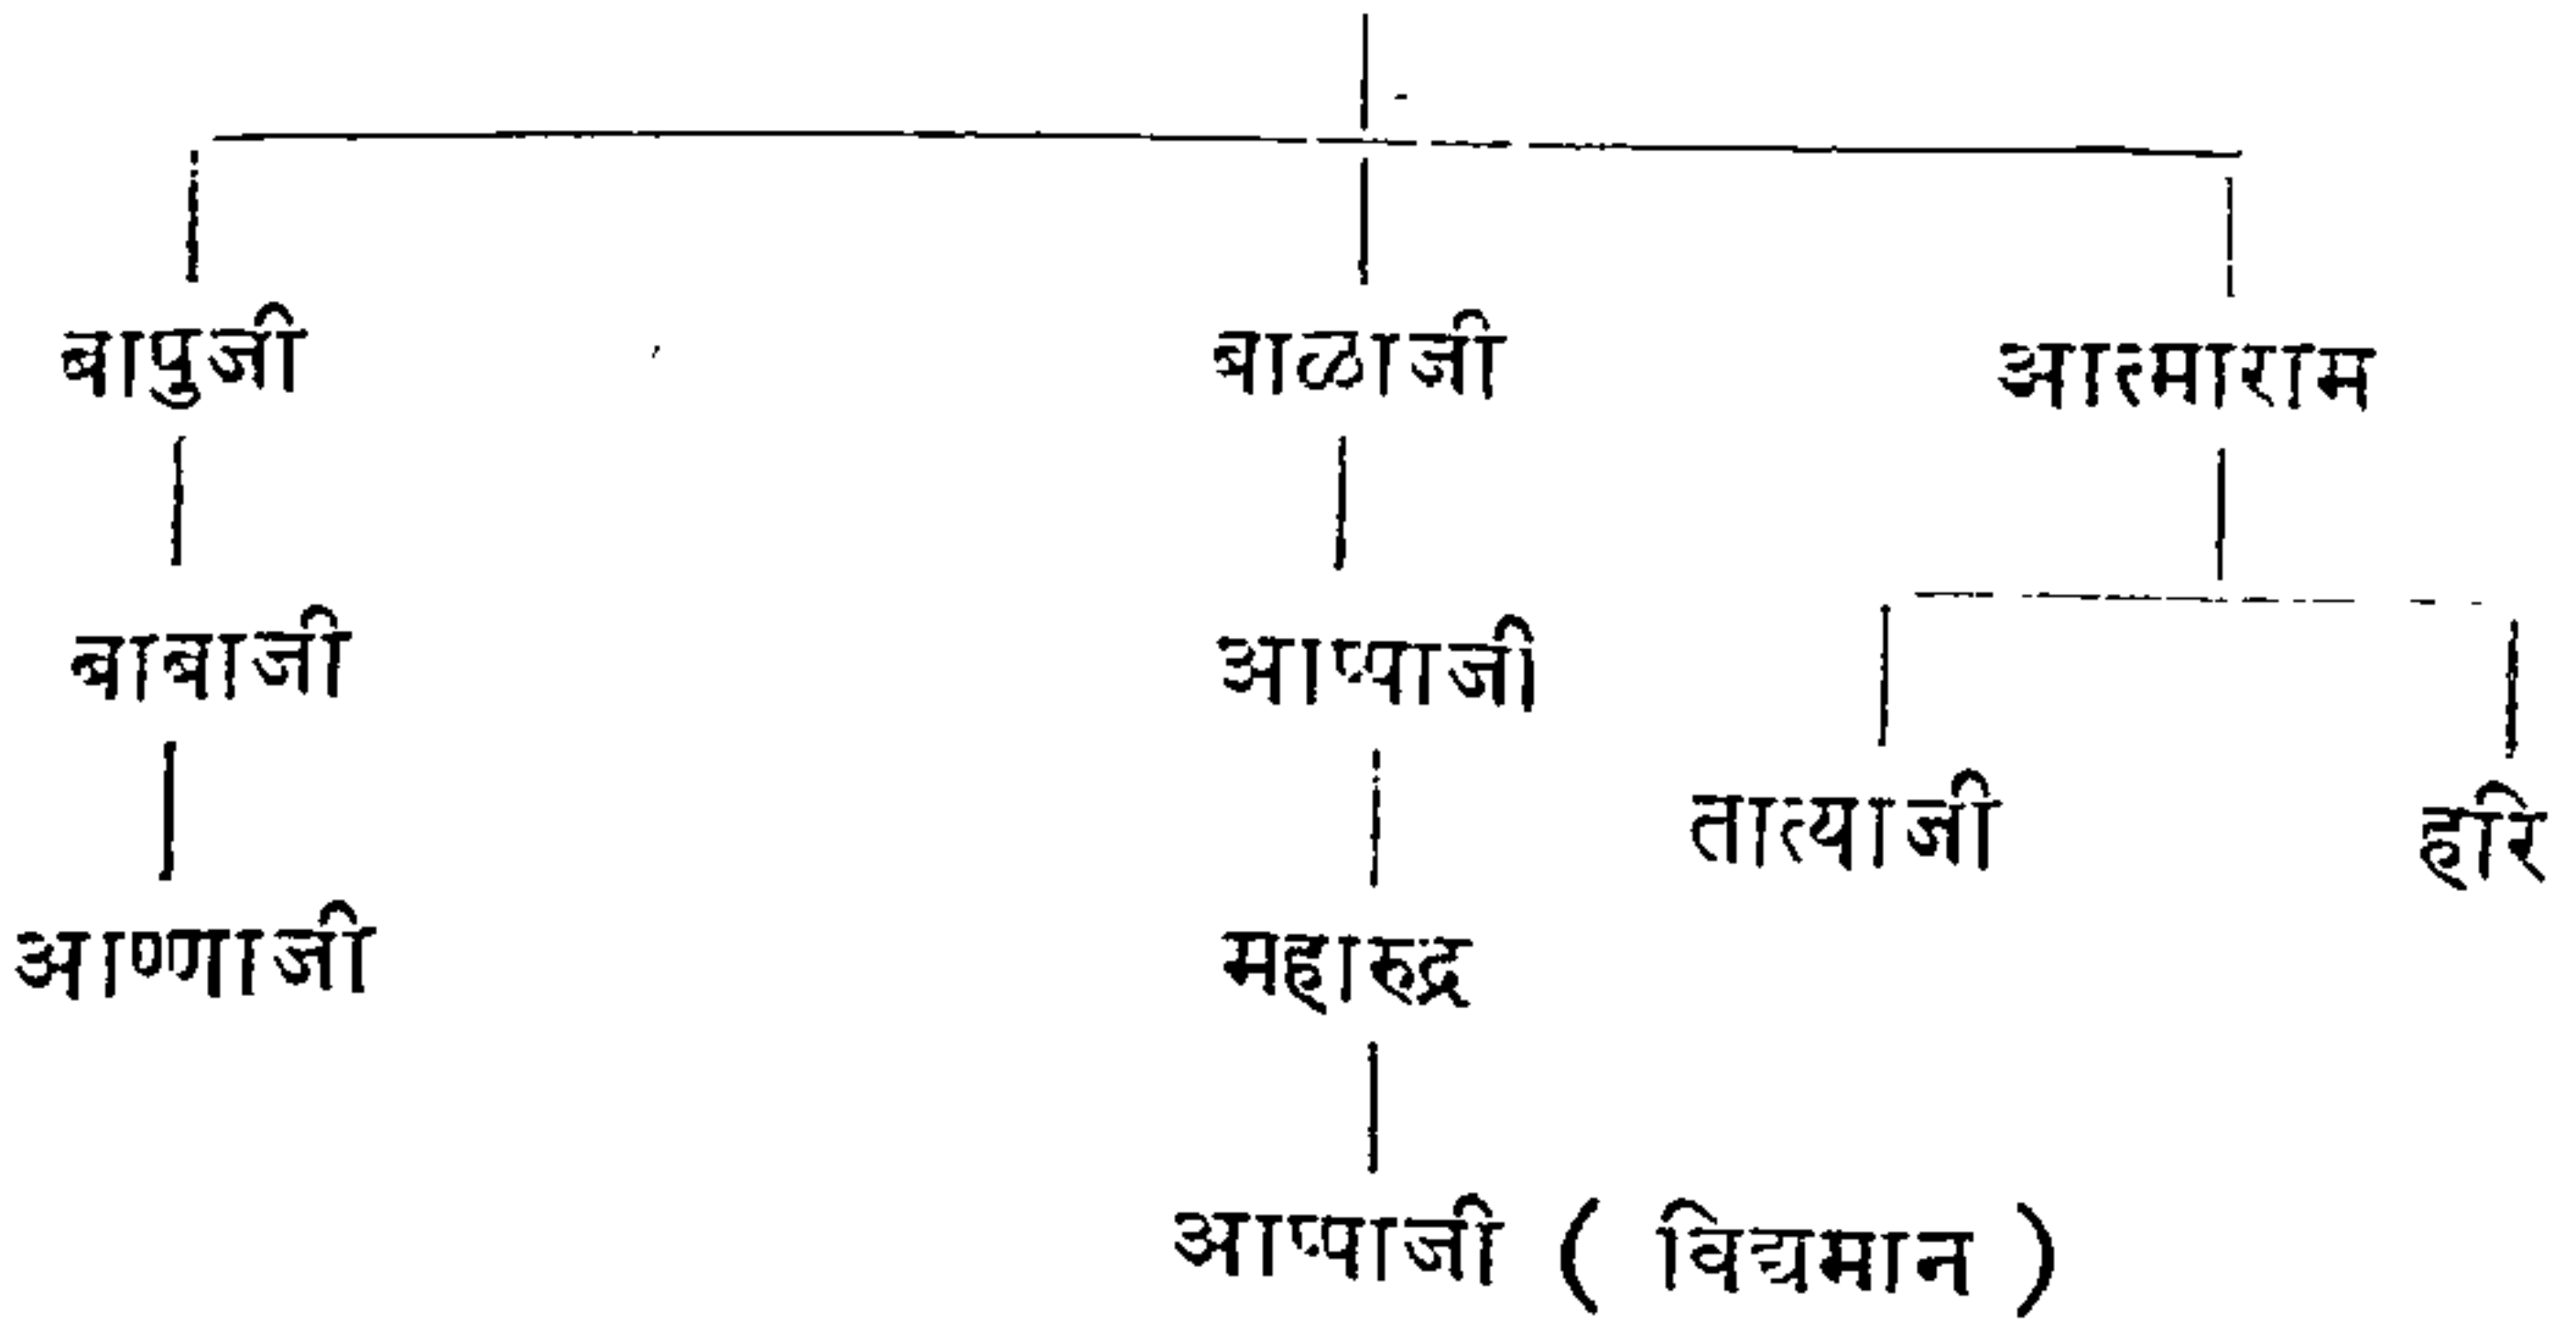 बापुजी बाळाजी आत्माराम
बाबाजी आप्पाजी
तात्याजी हरि
आण्णाजी महारुद्र
आप्पाजी ( विद्यमान )